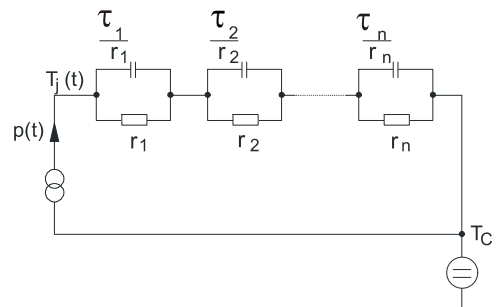 τ1/r1 τ2/r2 τn/rn
Tj(t)
r1 r2 rn
p(t)
TC